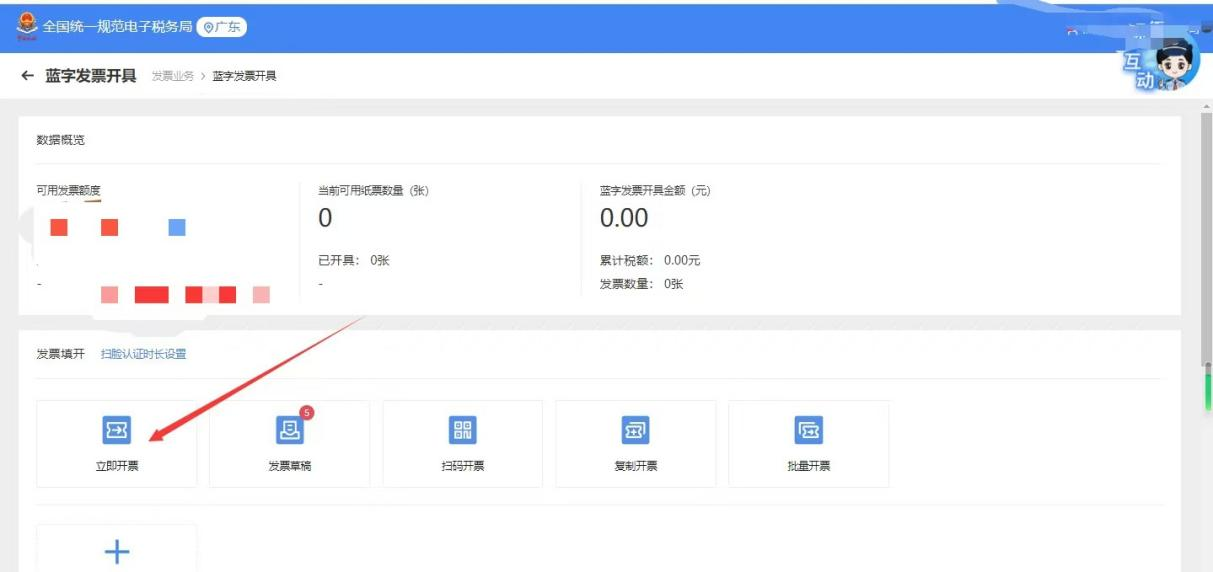 全国统一规范电子税务局 广东
互动
蓝字发票开具 发票业务 > 蓝字发票开具
数据概览
可用发票额度 当前可用纸票数量（张） 蓝字发票开具金额（元）
0 0.00
已开具： 0张 累计税额： 0.00元
- - 发票数量： 0张
发票填开 扫脸认证时长设置
5
立即开票 发票草稿 扫码开票 复制开票 批量开票